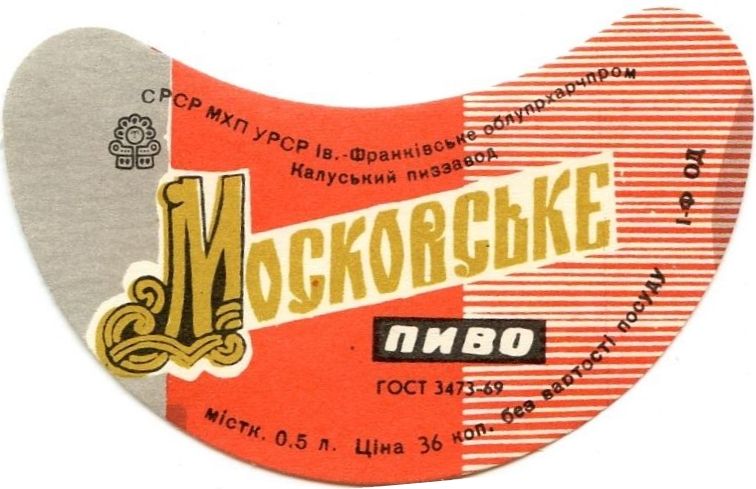 СРСР МХП УРСР Ів.-Франківське облупрхарчпром
Калуський пиззавод
Московське
пиво
ГОСТ 3473-69
містк. 0.5 л. Ціна 36 коп. без вартості посуду
І-Ф ОД